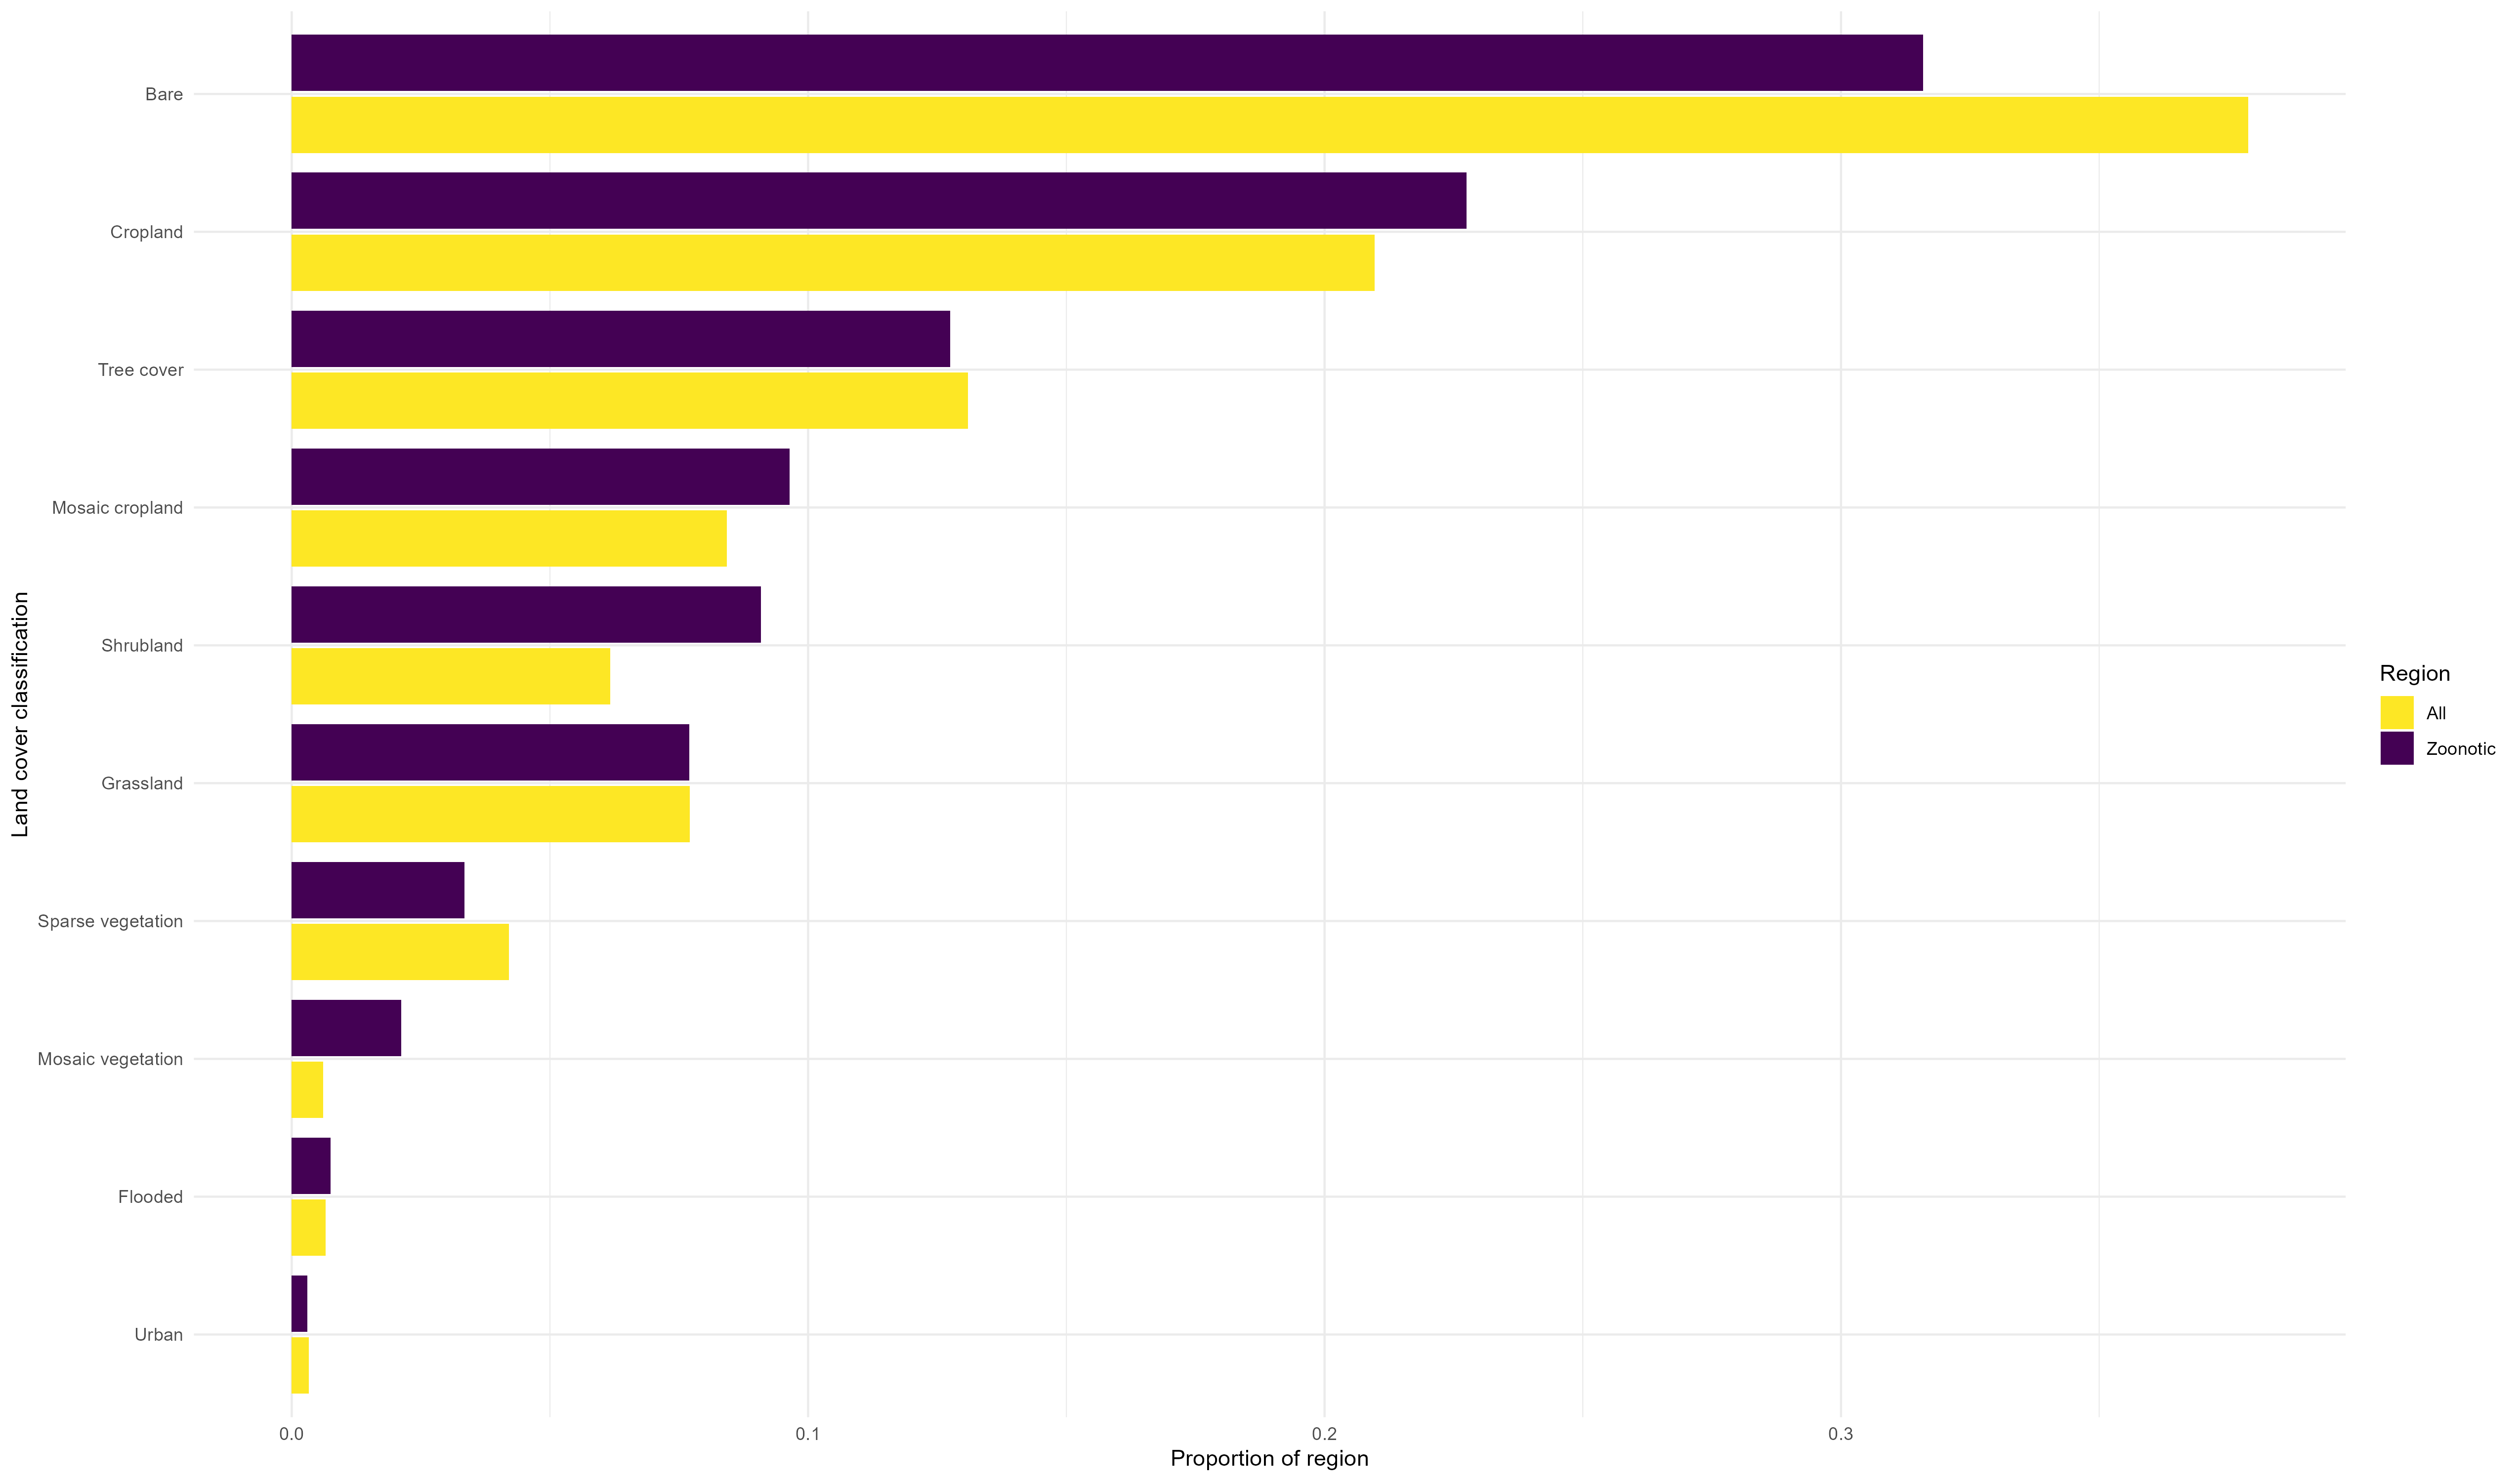 Land cover classification
Bare
Cropland
Tree cover
Mosaic cropland
Shrubland
Grassland
Sparse vegetation
Mosaic vegetation
Flooded
Urban
0.0
0.1
0.2
0.3
Proportion of region
Region
All
Zoonotic